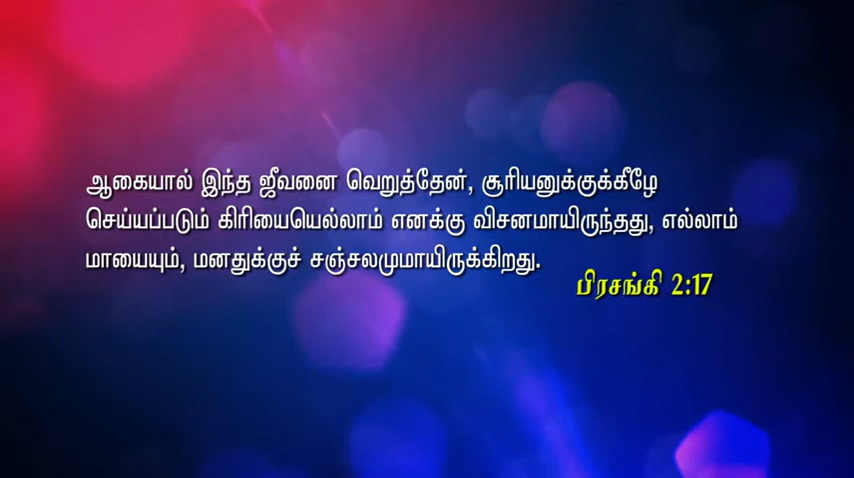 ஆகையால் இந்த ஜீவனை வெறுத்தேன், சூரியனுக்குக்கீழே
செய்யப்படும் கிரியையெல்லாம் எனக்கு விசனமாயிருந்தது, எல்லாம்
மாயையும், மனதுக்குச் சஞ்சலமுமாயிருக்கிறது.
பிரசங்கி 2:17